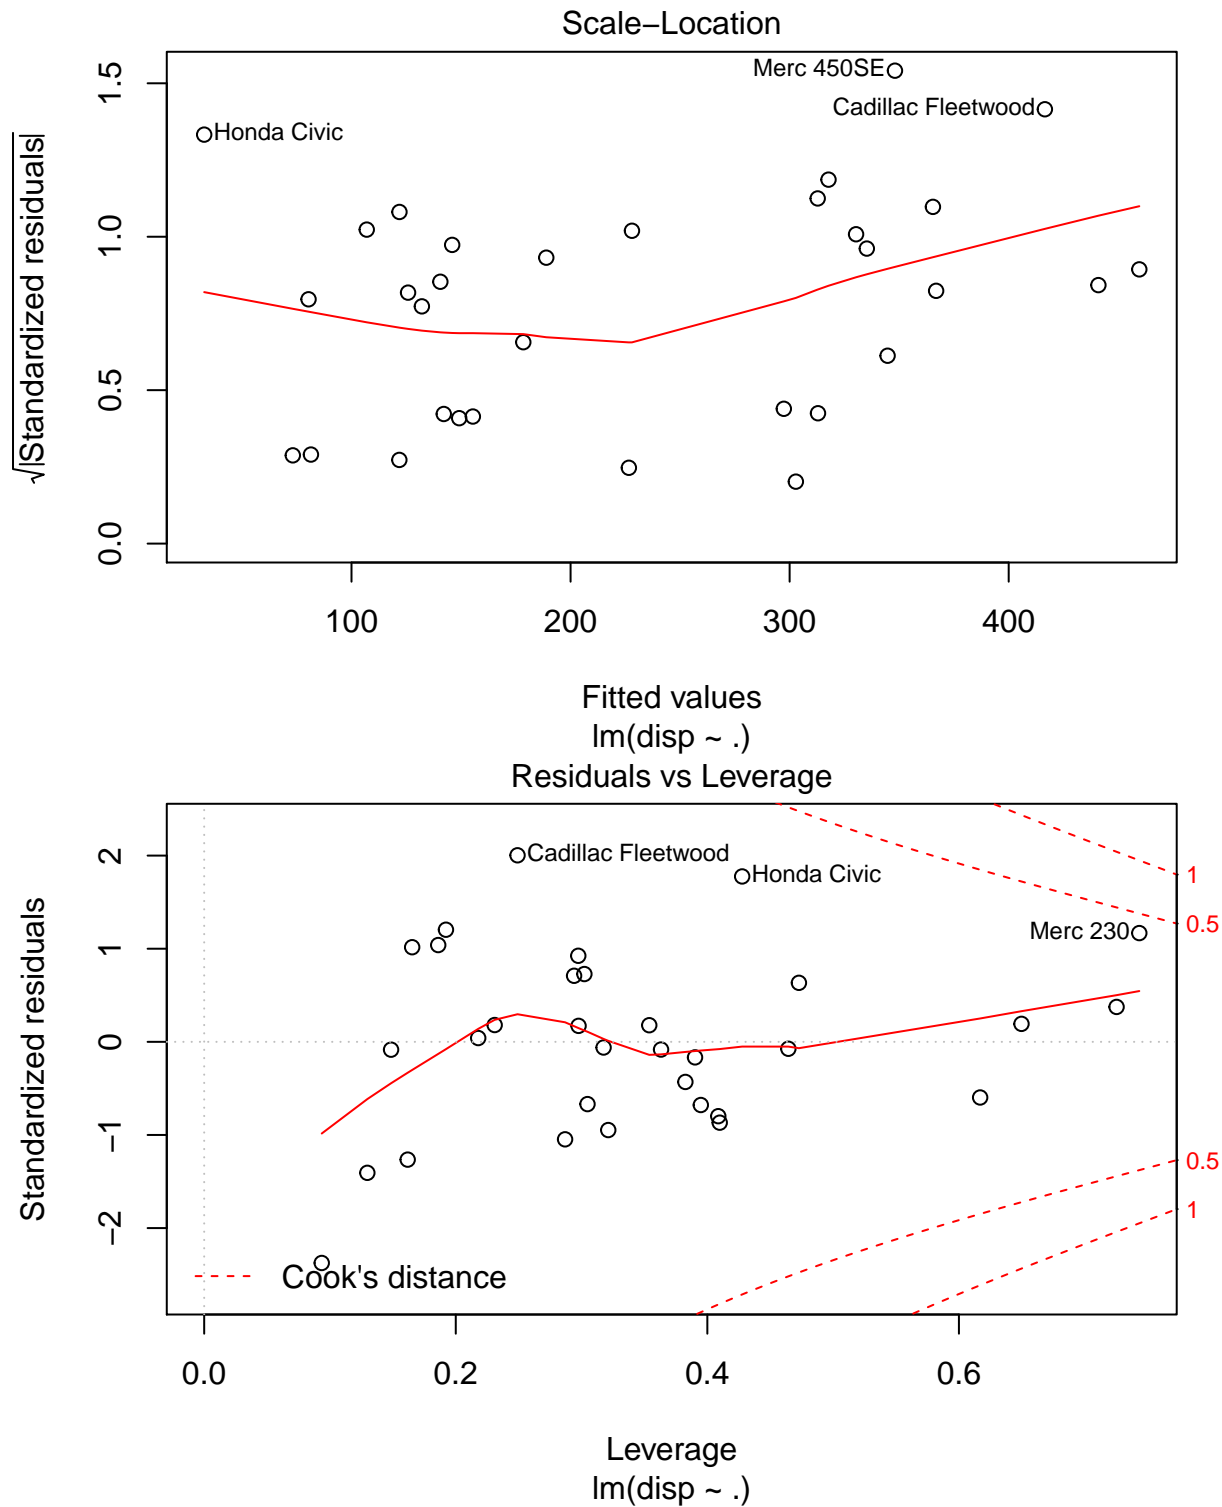 Scale−Location
√|Standardized residuals|
1.5
1.0
0.5
0.0
Merc 450SE
Cadillac Fleetwood
Honda Civic
100 200 300 400
Fitted values
lm(disp ~ .)
Residuals vs Leverage
Standardized residuals
2
1
0
−1
−2
Cadillac Fleetwood
Honda Civic
Merc 230
1
0.5
0.5
1
Cook's distance
0.0 0.2 0.4 0.6
Leverage
lm(disp ~ .)